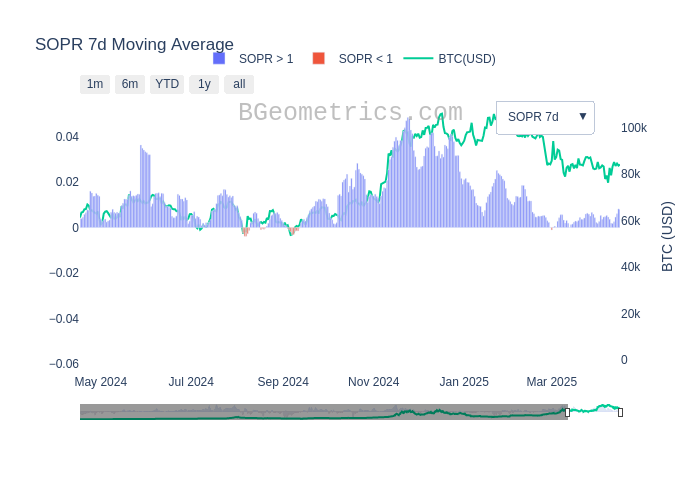 SOPR 7d Moving Average
SOPR > 1
SOPR < 1
BTC(USD)
1m
6m
YTD
1y
all
BGeometrics.com
SOPR 7d ▼
0.04
0.02
0
−0.02
−0.04
−0.06
100k
80k
60k
40k
20k
0
BTC (USD)
May 2024
Jul 2024
Sep 2024
Nov 2024
Jan 2025
Mar 2025